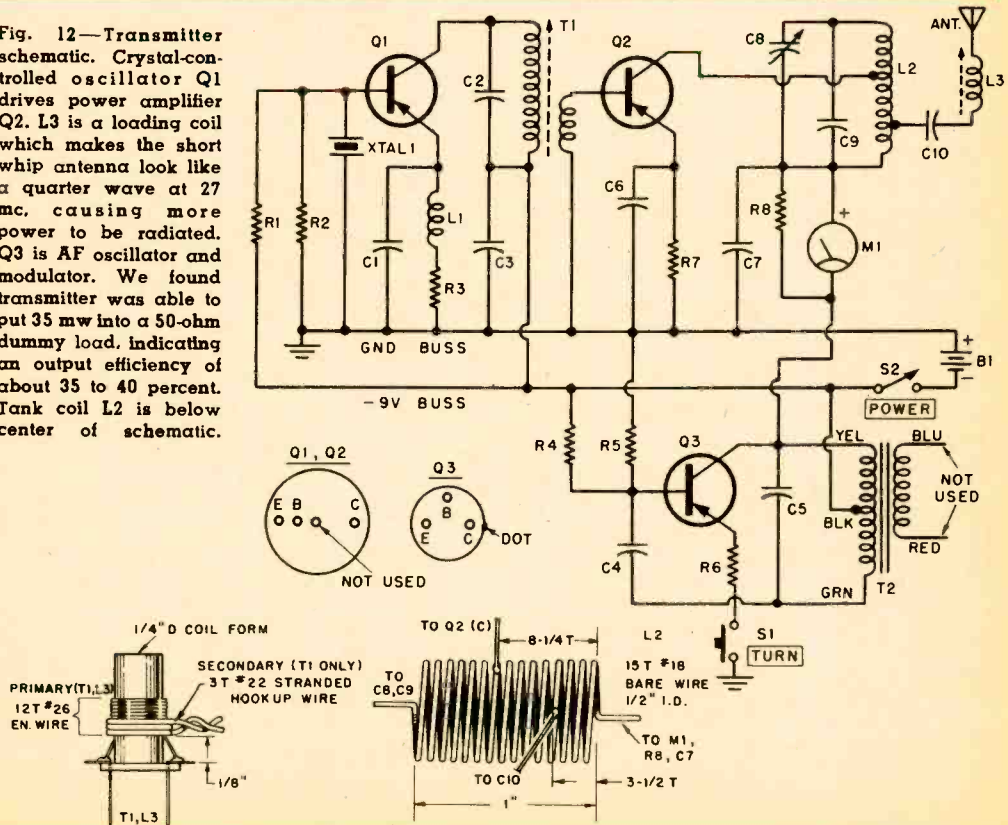 Fig. 12—Transmitter
schematic. Crystal-con-
trolled oscillator Q1
drives power amplifier
Q2. L3 is a loading coil
which makes the short
whip antenna look like
a quarter wave at 27
mc, causing more
power to be radiated.
Q3 is AF oscillator and
modulator. We found
transmitter was able to
put 35 mw into a 50-ohm
dummy load, indicating
an output efficiency of
about 35 to 40 percent.
Tank coil L2 is below
center of schematic.
Q1
C2
T1
Q2
C8
L2
ANT.
L3
XTAL1
C9
C10
R1
R2
C1
L1
R3
C3
C6
R7
C7
R8
+
M1
GND BUSS
+
B1
-
S2
POWER
-9V BUSS
R4
R5
Q3
YEL
BLU
NOT
USED
C5
BLK
RED
C4
R6
GRN
T2
S1
TURN
Q1, Q2
E B C
NOT USED
Q3
B
E C
DOT
1/4" D COIL FORM
SECONDARY (T1 ONLY)
3T #22 STRANDED
HOOKUP WIRE
PRIMARY (T1,L3)
12T #26
EN. WIRE
1/8"
T1,L3
TO Q2 (C)
8-1/4 T
L2
15T #18
BARE WIRE
1/2" I.D.
TO
C8,C9
TO M1,
R8, C7
TO C10
3-1/2 T
1"